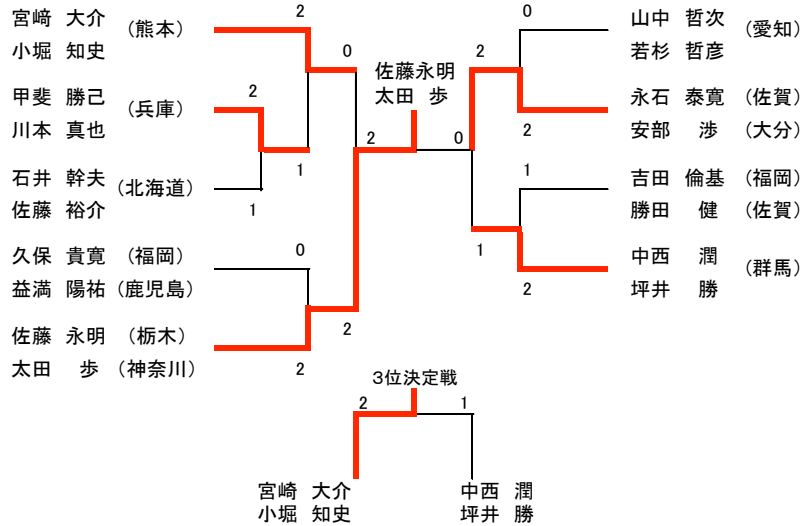 宮﨑 大介 (熊本)
小堀 知史
甲斐 勝己 (兵庫)
川本 真也
石井 幹夫 (北海道)
佐藤 裕介
久保 貴寛 (福岡)
益満 陽祐 (鹿児島)
佐藤 永明 (栃木)
太田 歩 (神奈川)
2
2
1
1
0
2
0
2
佐藤永明
太田 歩
2
0
2
1
0
2
1
2
山中 哲次 (愛知)
若杉 哲彦
永石 泰寛 (佐賀)
安部 渉 (大分)
吉田 倫基 (福岡)
勝田 健 (佐賀)
中西 潤 (群馬)
坪井 勝
3位決定戦
2 1
宮崎 大介 中西 潤
小堀 知史 坪井 勝